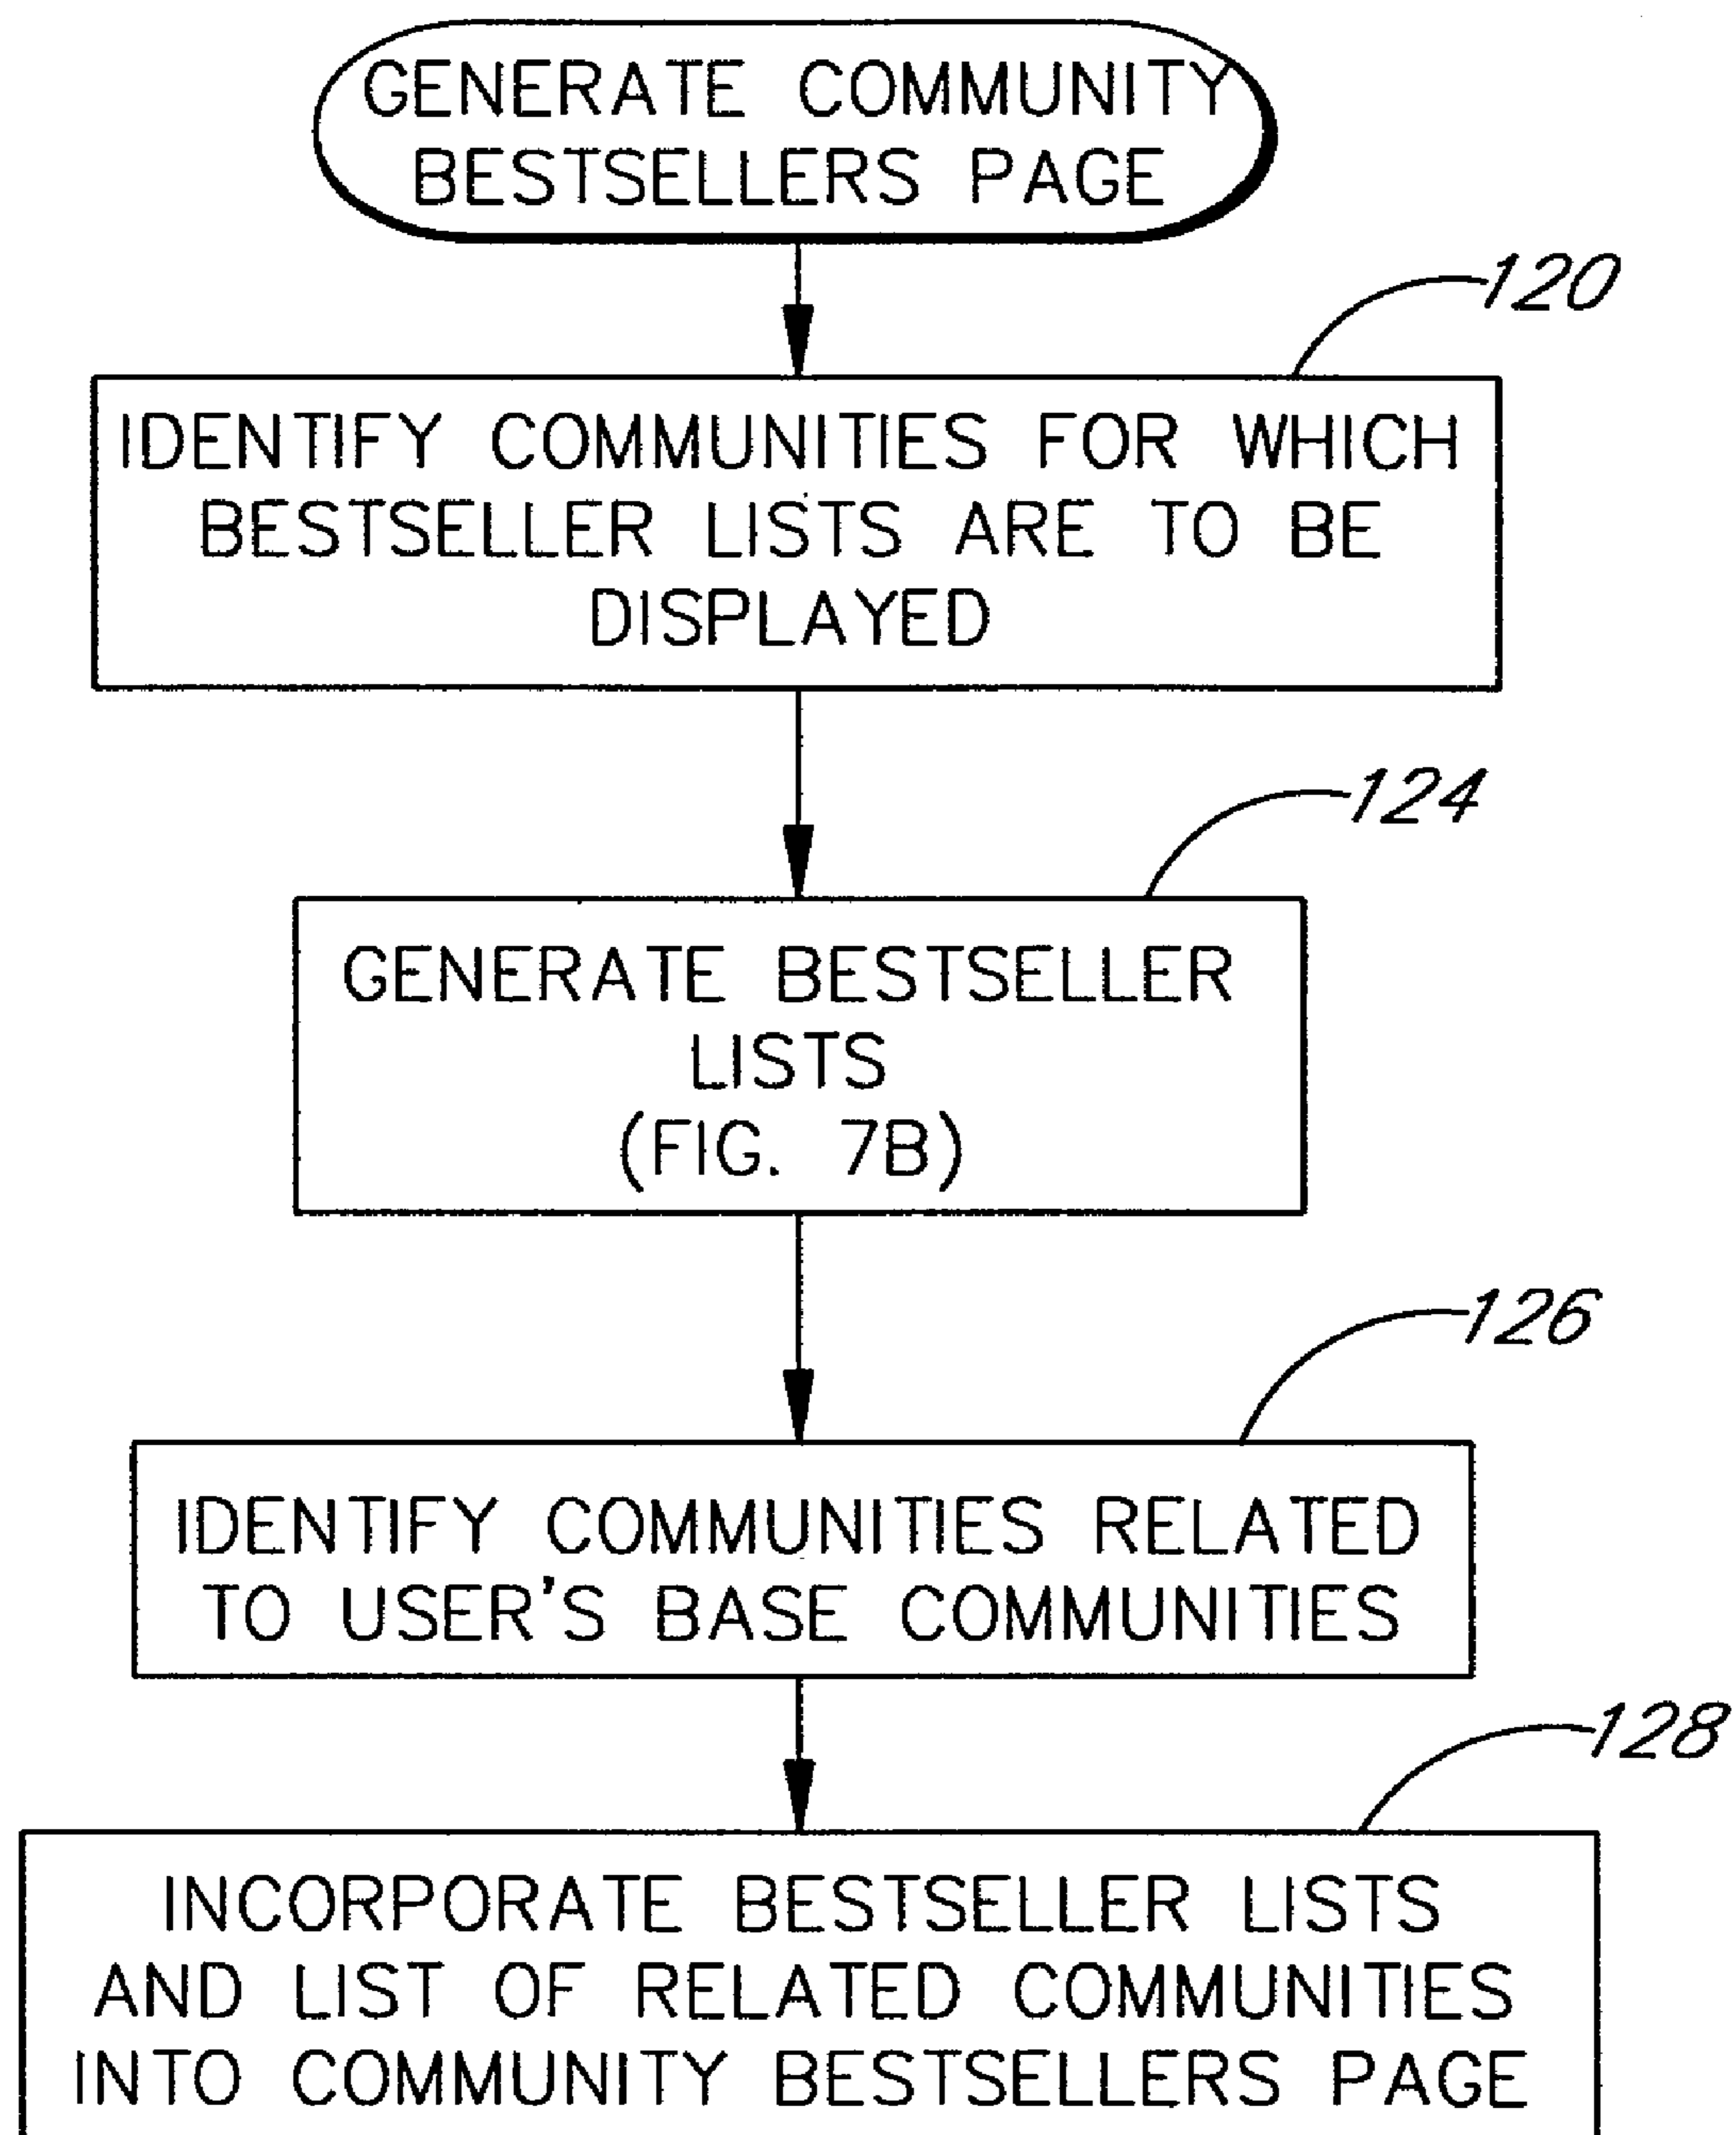 GENERATE COMMUNITY
BESTSELLERS PAGE
120
IDENTIFY COMMUNITIES FOR WHICH
BESTSELLER LISTS ARE TO BE
DISPLAYED
124
GENERATE BESTSELLER
LISTS
(FIG. 7B)
126
IDENTIFY COMMUNITIES RELATED
TO USER'S BASE COMMUNITIES
128
INCORPORATE BESTSELLER LISTS
AND LIST OF RELATED COMMUNITIES
INTO COMMUNITY BESTSELLERS PAGE